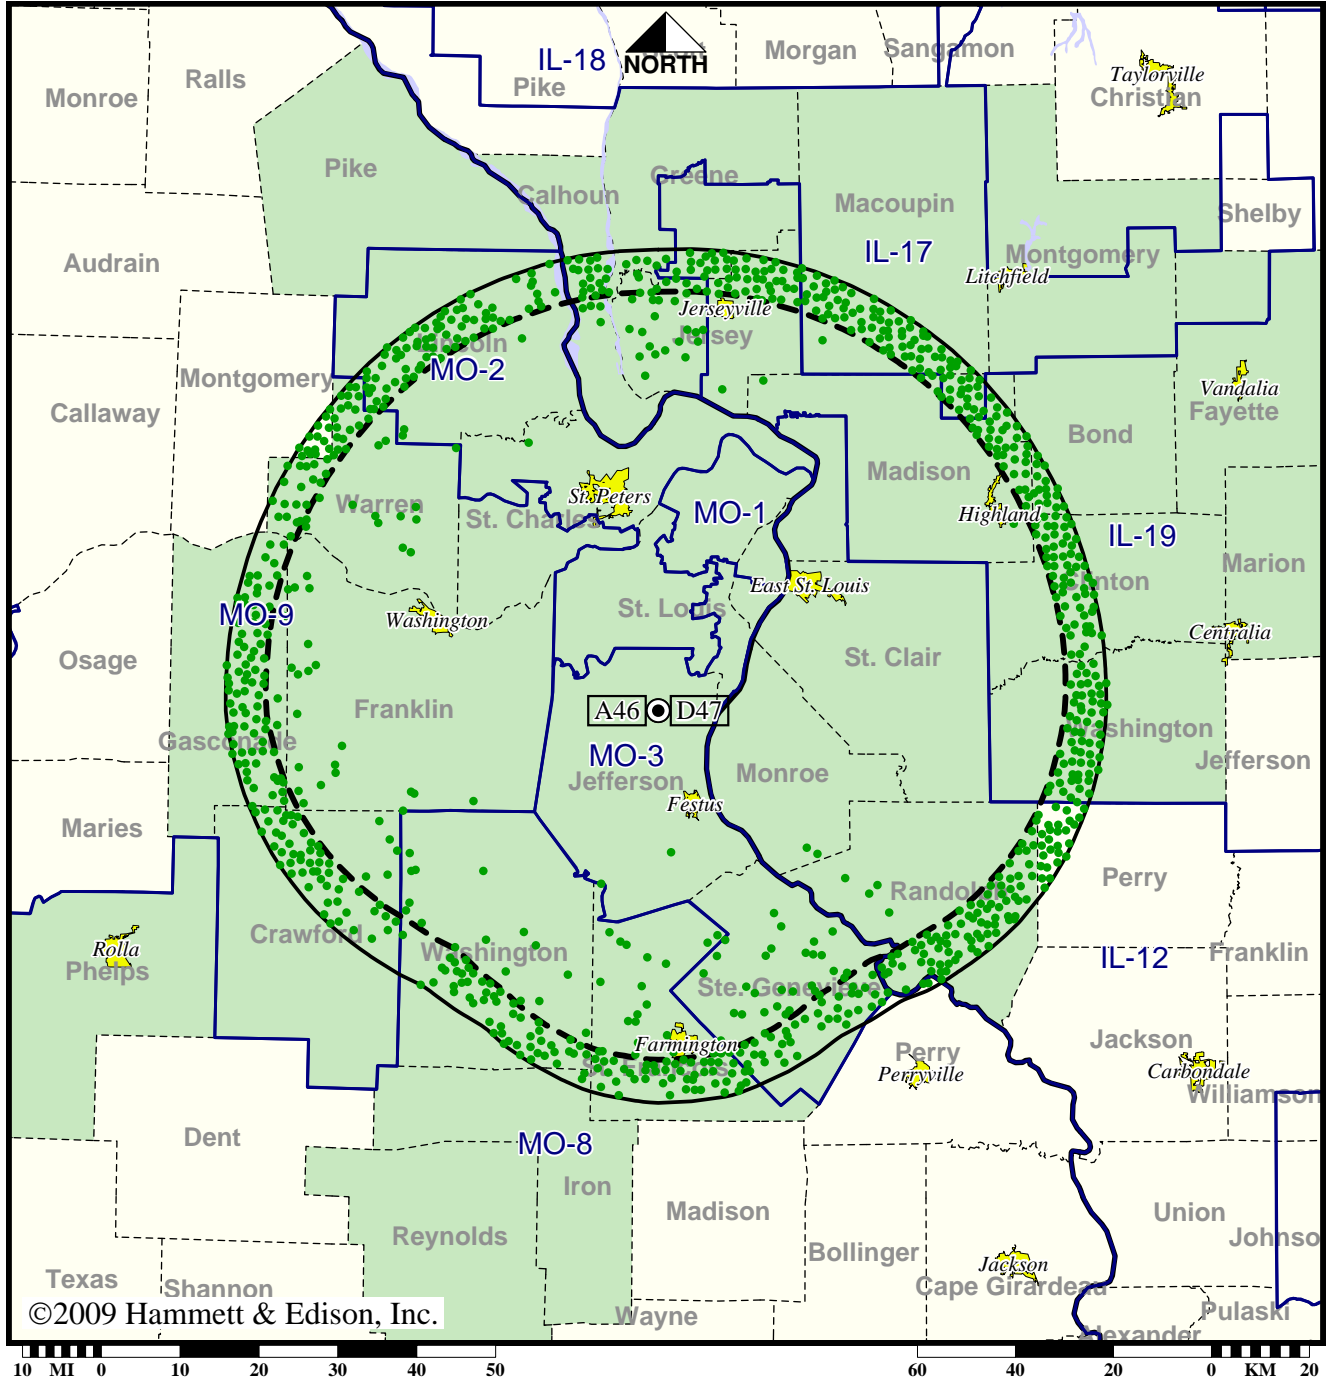 IL-18
NORTH
Morgan
Sangamon
Taylorville
Christian
Ralls
Pike
Monroe
Pike
Calhoun
Greene
Macoupin
Shelby
IL-17
Montgomery
Litchfield
Audrain
Jerseyville
Jersey
Lincoln
MO-2
Montgomery
Vandalia
Fayette
Callaway
Bond
Madison
Warren
St. Peters
St. Charles
MO-1
Highland
IL-19
Marion
East St. Louis
Clinton
MO-9
Washington
St. Louis
Centralia
Osage
St. Clair
Franklin
A46
D47
Gasconade
Washington
MO-3
Jefferson
Monroe
Jefferson
Festus
Maries
Perry
Randolph
Crawford
Rolla
Phelps
Washington
IL-12
Franklin
Ste. Genevieve
Farmington
St. Francois
Perry
Perryville
Jackson
Carbondale
Williamson
Dent
MO-8
Iron
Madison
Union
Reynolds
Bollinger
Johnso
Jackson
Cape Girardeau
Texas
Shannon
Wayne
Pulaski
Alexander
©2009 Hammett & Edison, Inc.
10 MI 0 10 20 30 40 50
60 40 20 0 KM 20